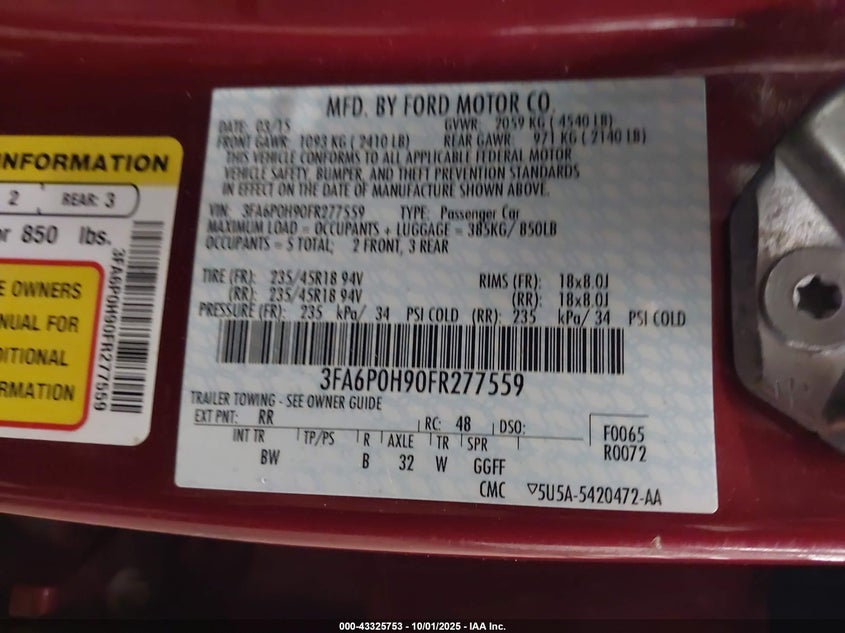 MFD. BY FORD MOTOR CO.
DATE: 03/15 GVWR: 2059 KG ( 4540 LB)
FRONT GAWR: 1093 KG ( 2410 LB) REAR GAWR: 971 KG ( 2140 LB)
THIS VEHICLE CONFORMS TO ALL APPLICABLE FEDERAL MOTOR
VEHICLE SAFETY, BUMPER, AND THEFT PREVENTION STANDARDS
IN EFFECT ON THE DATE OF MANUFACTURE SHOWN ABOVE.
VIN: 3FA6P0H90FR277559 TYPE: Passenger Car
MAXIMUM LOAD = OCCUPANTS + LUGGAGE = 385KG/ 850LB
OCCUPANTS = 5 TOTAL; 2 FRONT, 3 REAR
TIRE (FR): 235/45R18 94V RIMS (FR): 18x8.0J
(RR): 235/45R18 94V (RR): 18x8.0J
PRESSURE (FR): 235 kPa/ 34 PSI COLD (RR): 235 kPa/ 34 PSI COLD
3FA6P0H90FR277559
TRAILER TOWING - SEE OWNER GUIDE
EXT PNT: RR RC: 48 DSO: F0065
INT TR TP/PS R AXLE TR SPR R0072
BW B 32 W GGFF
CMC ▽5U5A-5420472-AA
INFORMATION
2 REAR: 3
or 850 lbs.
E OWNERS
NUAL FOR
DITIONAL
RMATION
3FA6P0H90FR277559
000-43325753 - 10/01/2025 - IAA Inc.